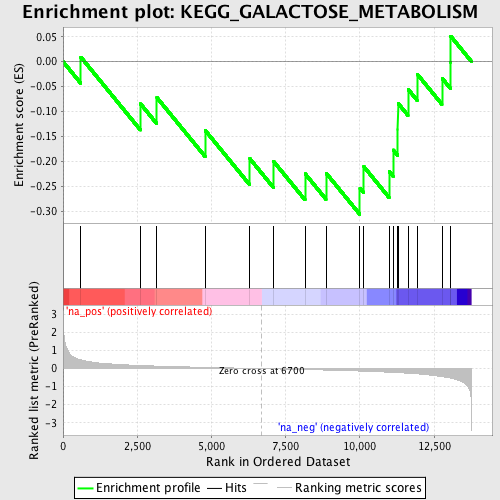 Enrichment plot: KEGG_GALACTOSE_METABOLISM
Enrichment score (ES)
0.05
0.00
-0.05
-0.10
-0.15
-0.20
-0.25
-0.30
'na_pos' (positively correlated)
Ranked list metric (PreRanked)
3
2
1
0
-1
-2
-3
Zero cross at 6700
'na_neg' (negatively correlated)
0
2,500
5,000
7,500
10,000
12,500
Rank in Ordered Dataset
Enrichment profile
Hits
Ranking metric scores